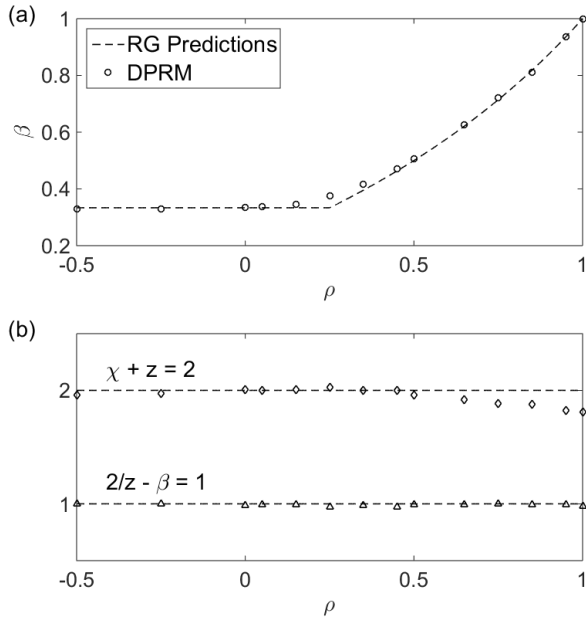 (a)
1
0.8
0.6
0.4
0.2
β
RG Predictions
DPRM
-0.5 0 0.5 1
ρ
(b)
χ + z = 2
2
2/z - β = 1
1
-0.5 0 0.5 1
ρ